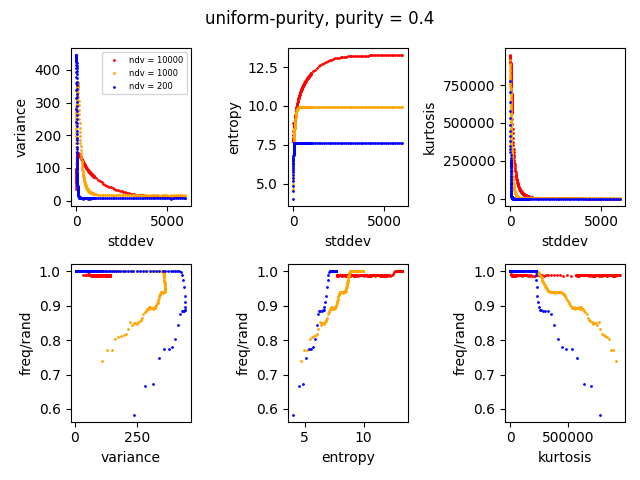 uniform-purity, purity = 0.4
variance
400
300
200
100
0
ndv = 10000
ndv = 1000
ndv = 200
0
5000
stddev
entropy
12.5
10.0
7.5
5.0
0
5000
stddev
kurtosis
750000
500000
250000
0
0
5000
stddev
freq/rand
1.0
0.9
0.8
0.7
0.6
0
250
variance
freq/rand
1.0
0.9
0.8
0.7
0.6
5
10
entropy
freq/rand
1.0
0.9
0.8
0.7
0.6
0
500000
kurtosis